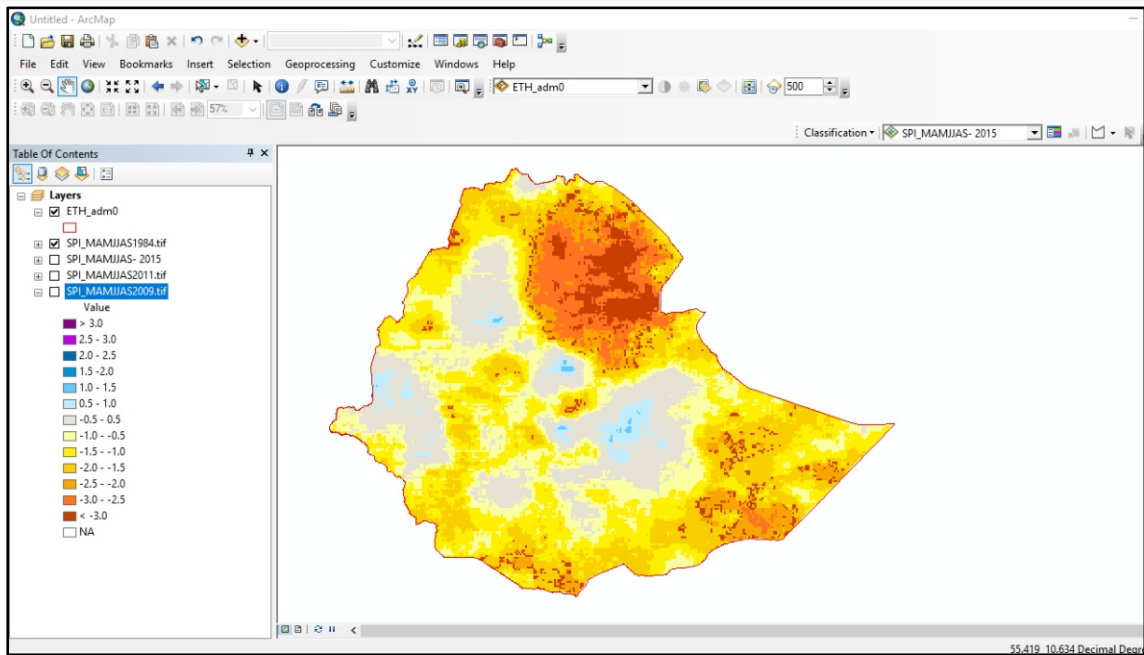 Untitled - ArcMap
File Edit View Bookmarks Insert Selection Geoprocessing Customize Windows Help
ETH_adm0
500
57%
Classification SPI_MAMJJAS- 2015
Table Of Contents
Layers
ETH_adm0
SPI_MAMJJAS1984.tif
SPI_MAMJJAS- 2015
SPI_MAMJJAS2011.tif
SPI_MAMJJAS2009.tif
Value
> 3.0
2.5 - 3.0
2.0 - 2.5
1.5 -2.0
1.0 - 1.5
0.5 - 1.0
-0.5 - 0.5
-1.0 - -0.5
-1.5 - -1.0
-2.0 - -1.5
-2.5 - -2.0
-3.0 - -2.5
< -3.0
NA
55.419 10.634 Decimal Degre